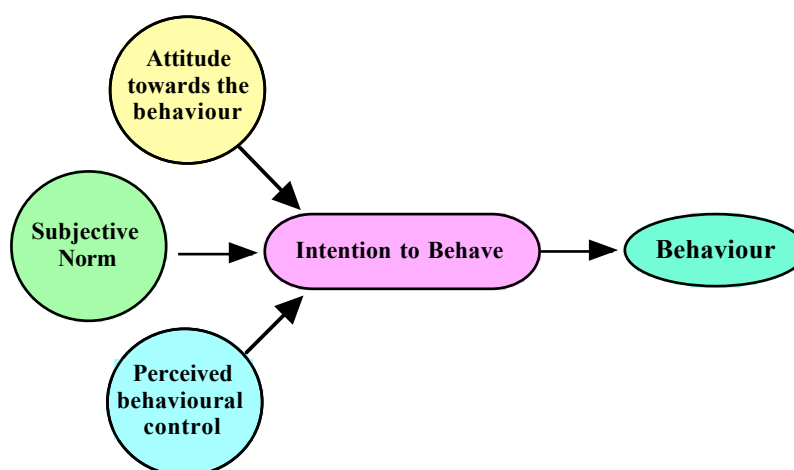 Attitude
towards the
behaviour
Subjective
Norm
Intention to Behave
Behaviour
Perceived
behavioural
control